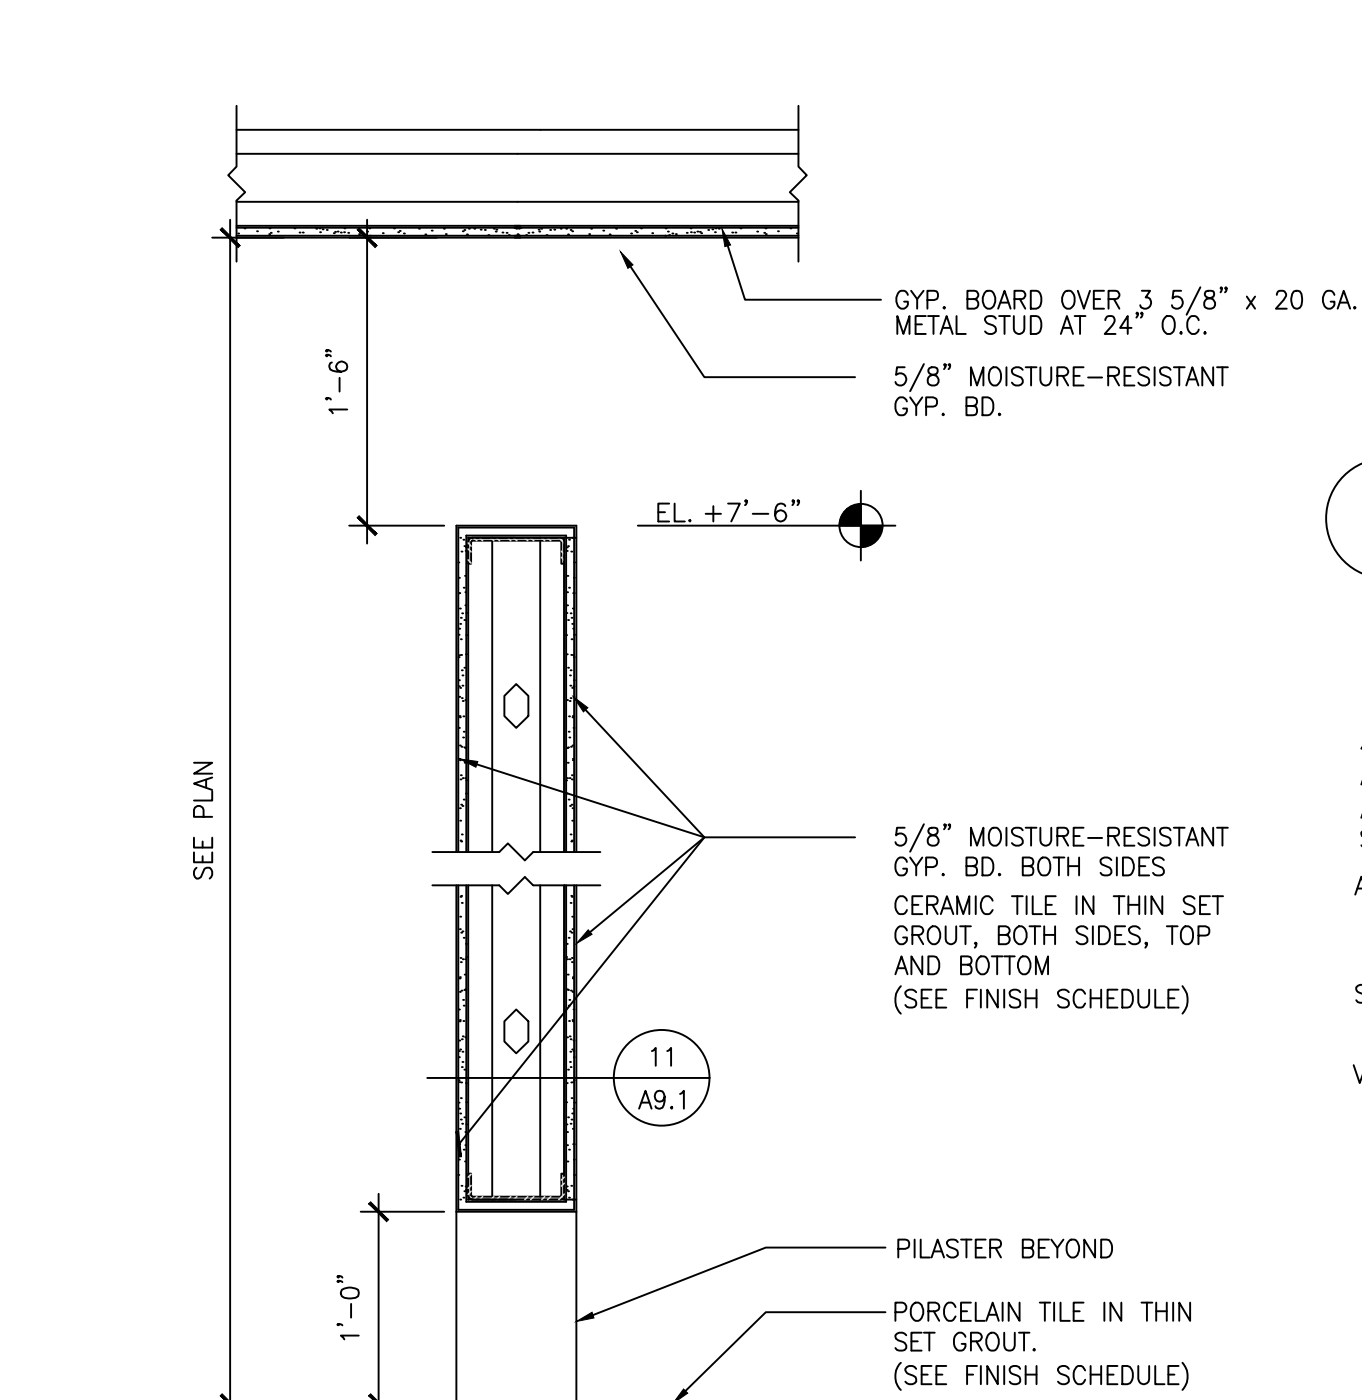 GYP. BOARD OVER 3 5/8" x 20 GA.
METAL STUD AT 24" O.C.
1'-6"
5/8" MOISTURE-RESISTANT
GYP. BD.
EL. +7'-6"
SEE PLAN
5/8" MOISTURE-RESISTANT
GYP. BD. BOTH SIDES
CERAMIC TILE IN THIN SET
GROUT, BOTH SIDES, TOP
AND BOTTOM
(SEE FINISH SCHEDULE)
11
A9.1
PILASTER BEYOND
1'-0"
PORCELAIN TILE IN THIN
SET GROUT.
(SEE FINISH SCHEDULE)